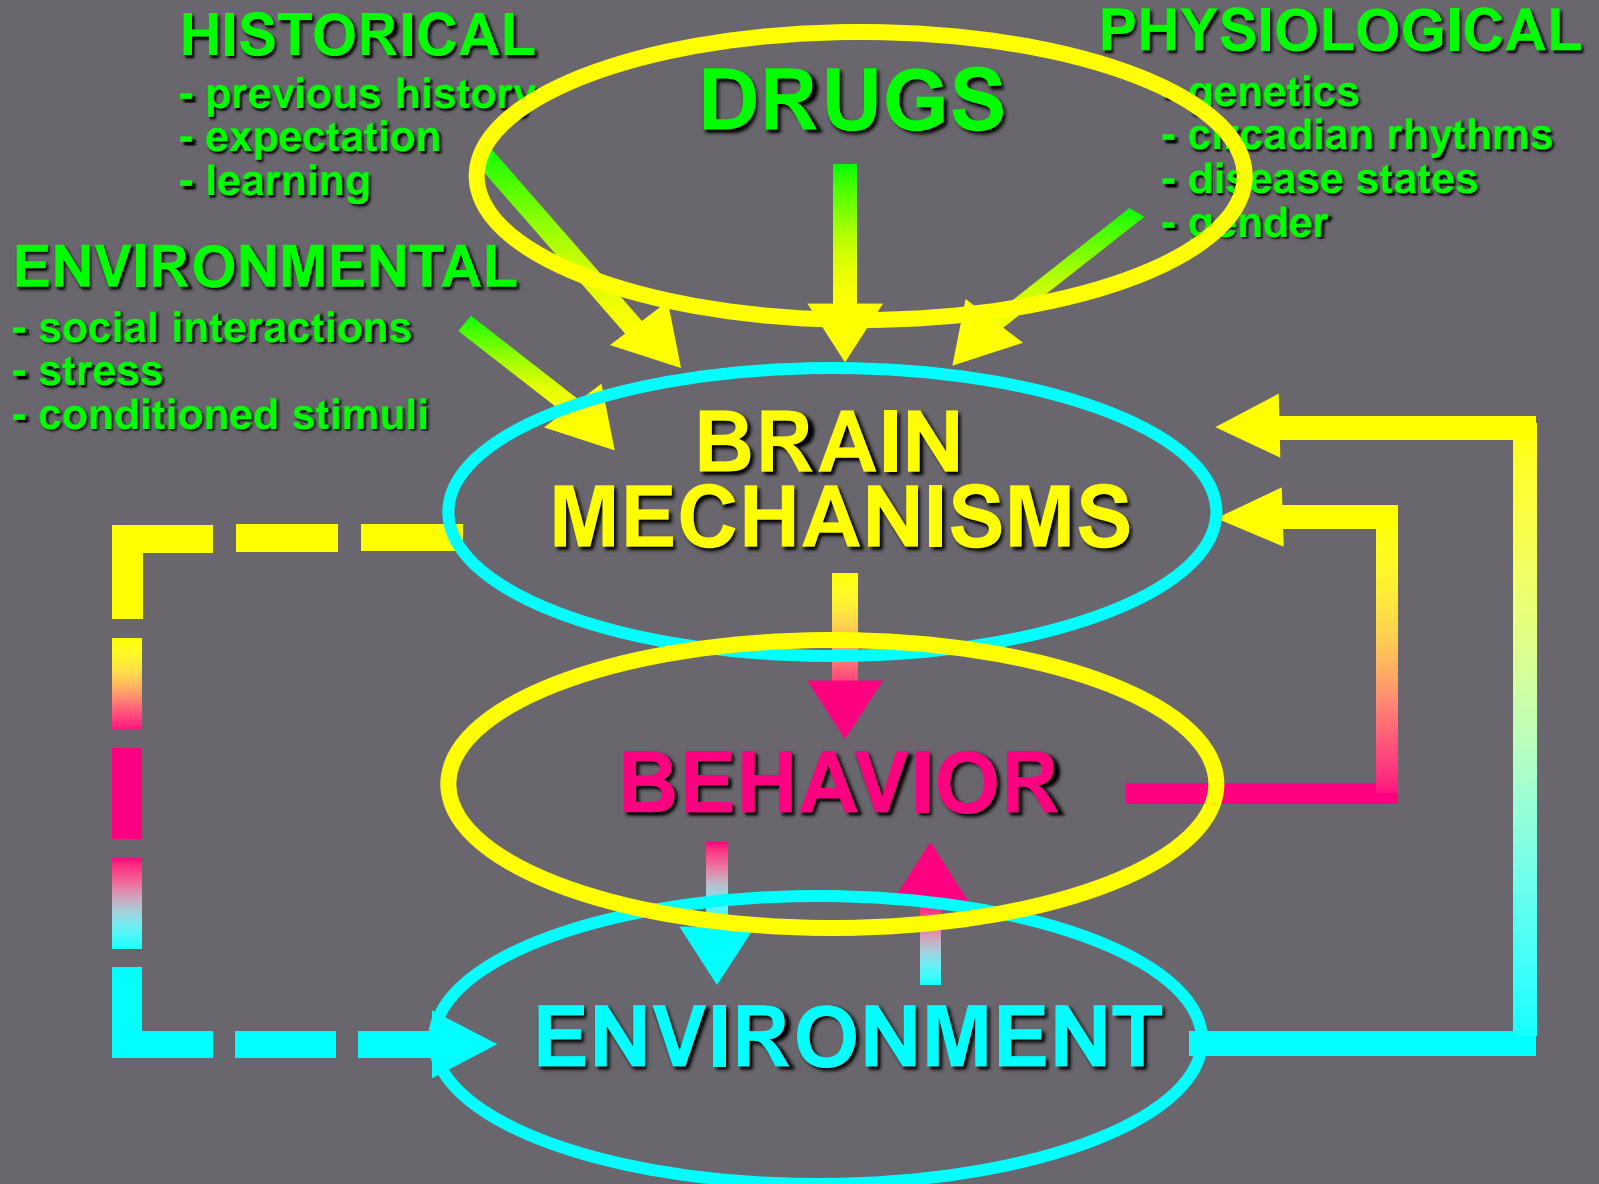 HISTORICAL
- previous history
- expectation
- learning
DRUGS
PHYSIOLOGICAL
- genetics
- circadian rhythms
- disease states
- gender
ENVIRONMENTAL
- social interactions
- stress
- conditioned stimuli
BRAIN
MECHANISMS
BEHAVIOR
ENVIRONMENT